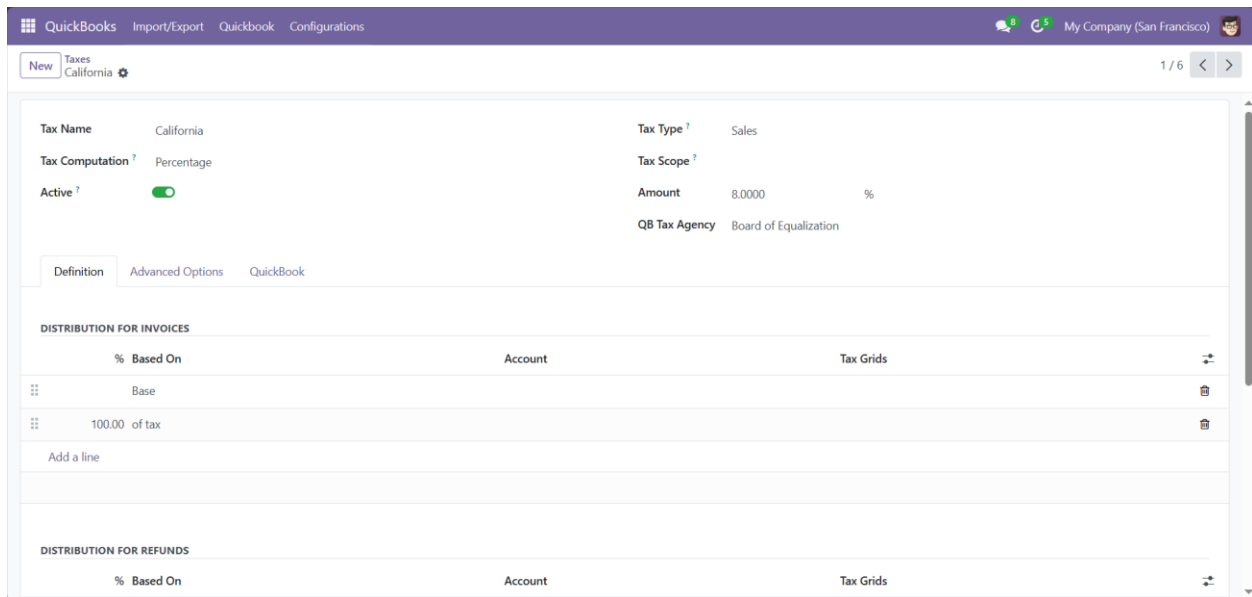 QuickBooks Import/Export Quickbook Configurations 8 5 My Company (San Francisco)
New Taxes
California 1 / 6
Tax Name California Tax Type ? Sales
Tax Computation ? Percentage Tax Scope ?
Active ? Amount 8.0000 %
QB Tax Agency Board of Equalization
Definition Advanced Options QuickBook
DISTRIBUTION FOR INVOICES
% Based On Account Tax Grids
Base
100.00 of tax
Add a line
DISTRIBUTION FOR REFUNDS
% Based On Account Tax Grids